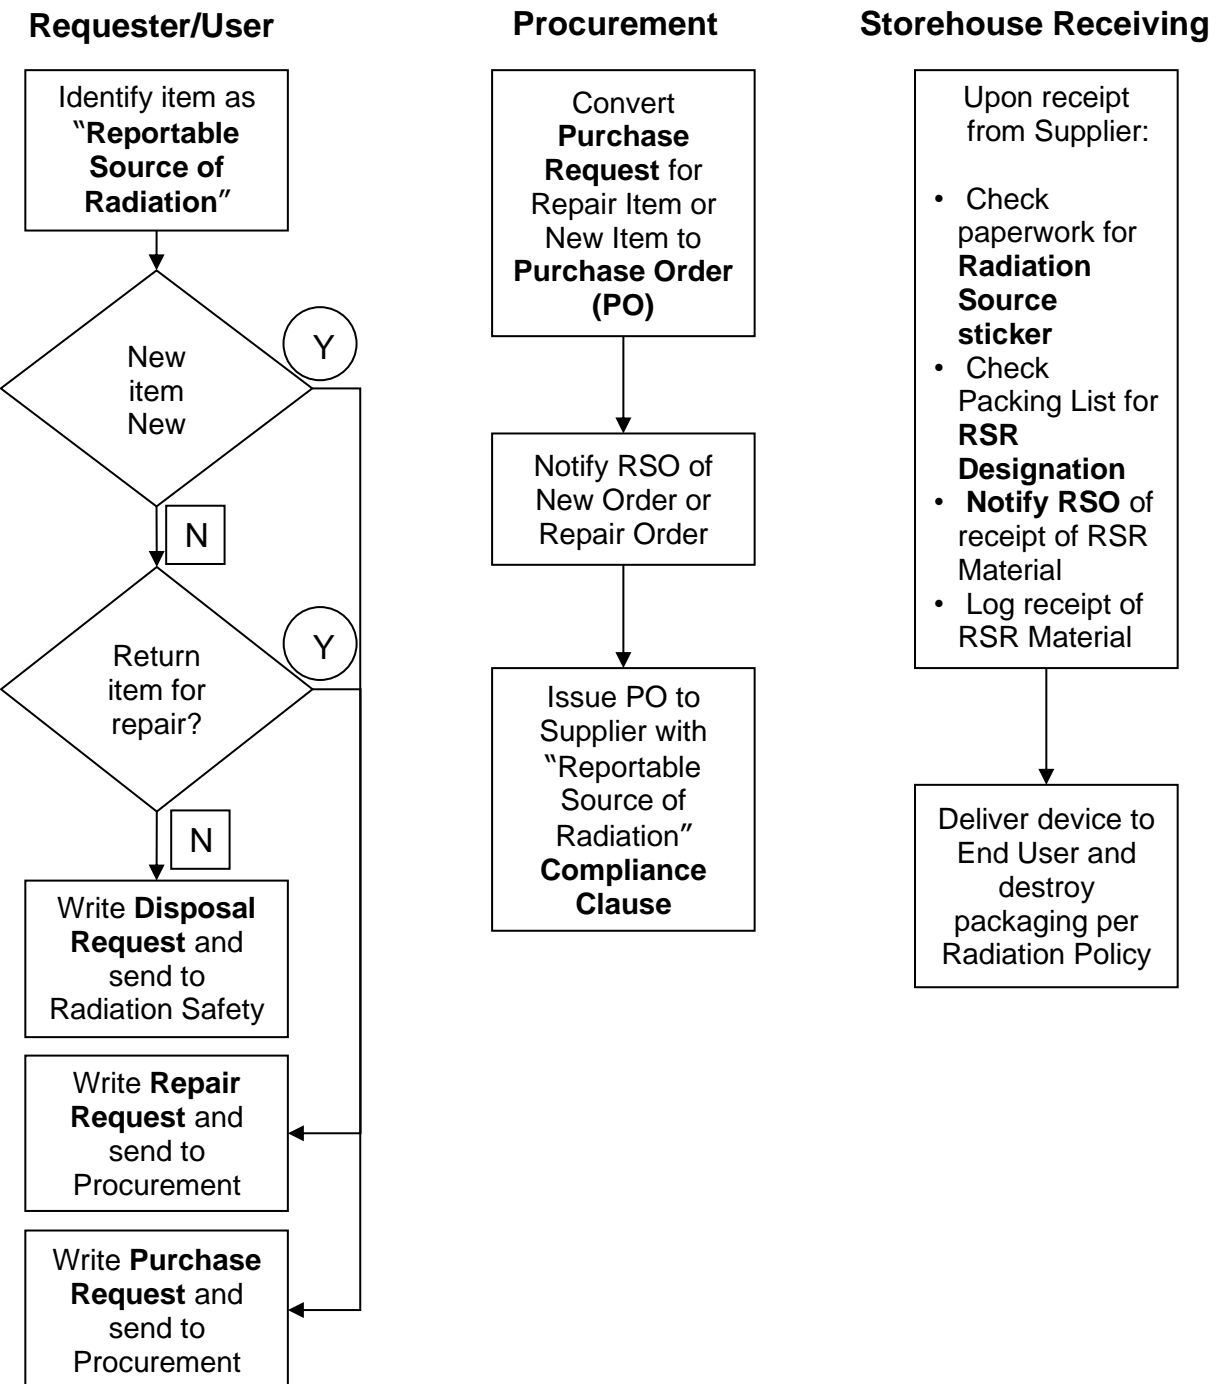 Requester/User
Identify item as
“Reportable
Source of
Radiation”
New
item
New
Y
N
Return
item for
repair?
Y
N
Write Disposal
Request and
send to
Radiation Safety
Write Repair
Request and
send to
Procurement
Write Purchase
Request and
send to
Procurement
Procurement
Convert
Purchase
Request for
Repair Item or
New Item to
Purchase Order
(PO)
Notify RSO of
New Order or
Repair Order
Issue PO to
Supplier with
“Reportable
Source of
Radiation”
Compliance
Clause
Storehouse Receiving
Upon receipt
from Supplier:
• Check
paperwork for
Radiation
Source
sticker
• Check
Packing List for
RSR
Designation
• Notify RSO of
receipt of RSR
Material
• Log receipt of
RSR Material
Deliver device to
End User and
destroy
packaging per
Radiation Policy